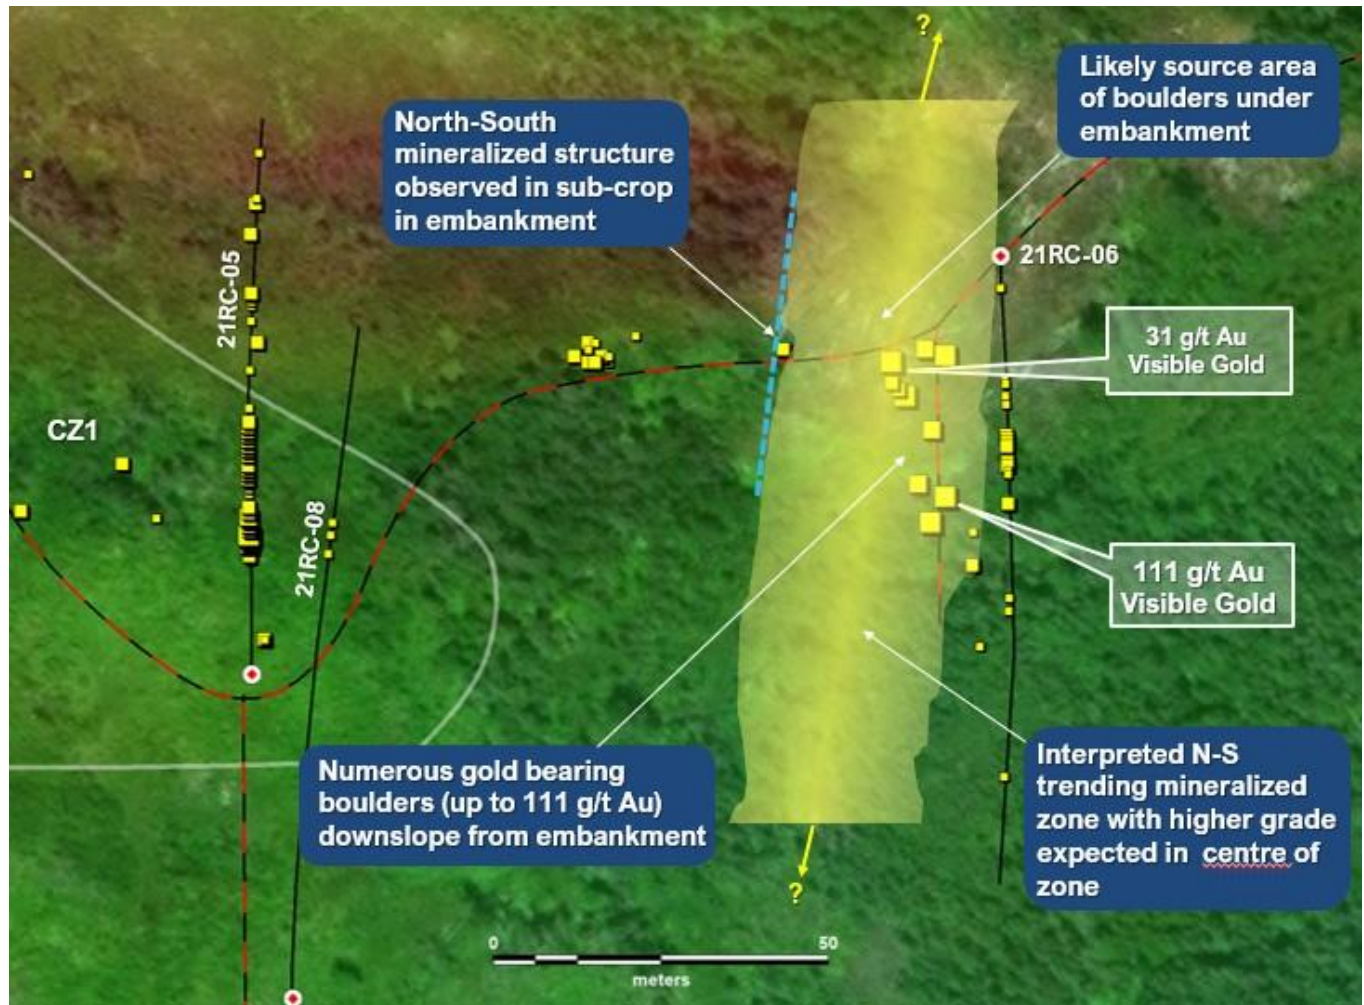 ?
Likely source area
of boulders under
embankment
North-South
mineralized structure
observed in sub-crop
in embankment
21RC-05
21RC-06
31 g/t Au
Visible Gold
CZ1
21RC-08
111 g/t Au
Visible Gold
Numerous gold bearing
boulders (up to 111 g/t Au)
downslope from embankment
Interpreted N-S
trending mineralized
zone with higher grade
expected in centre of
zone
?
0 50
meters